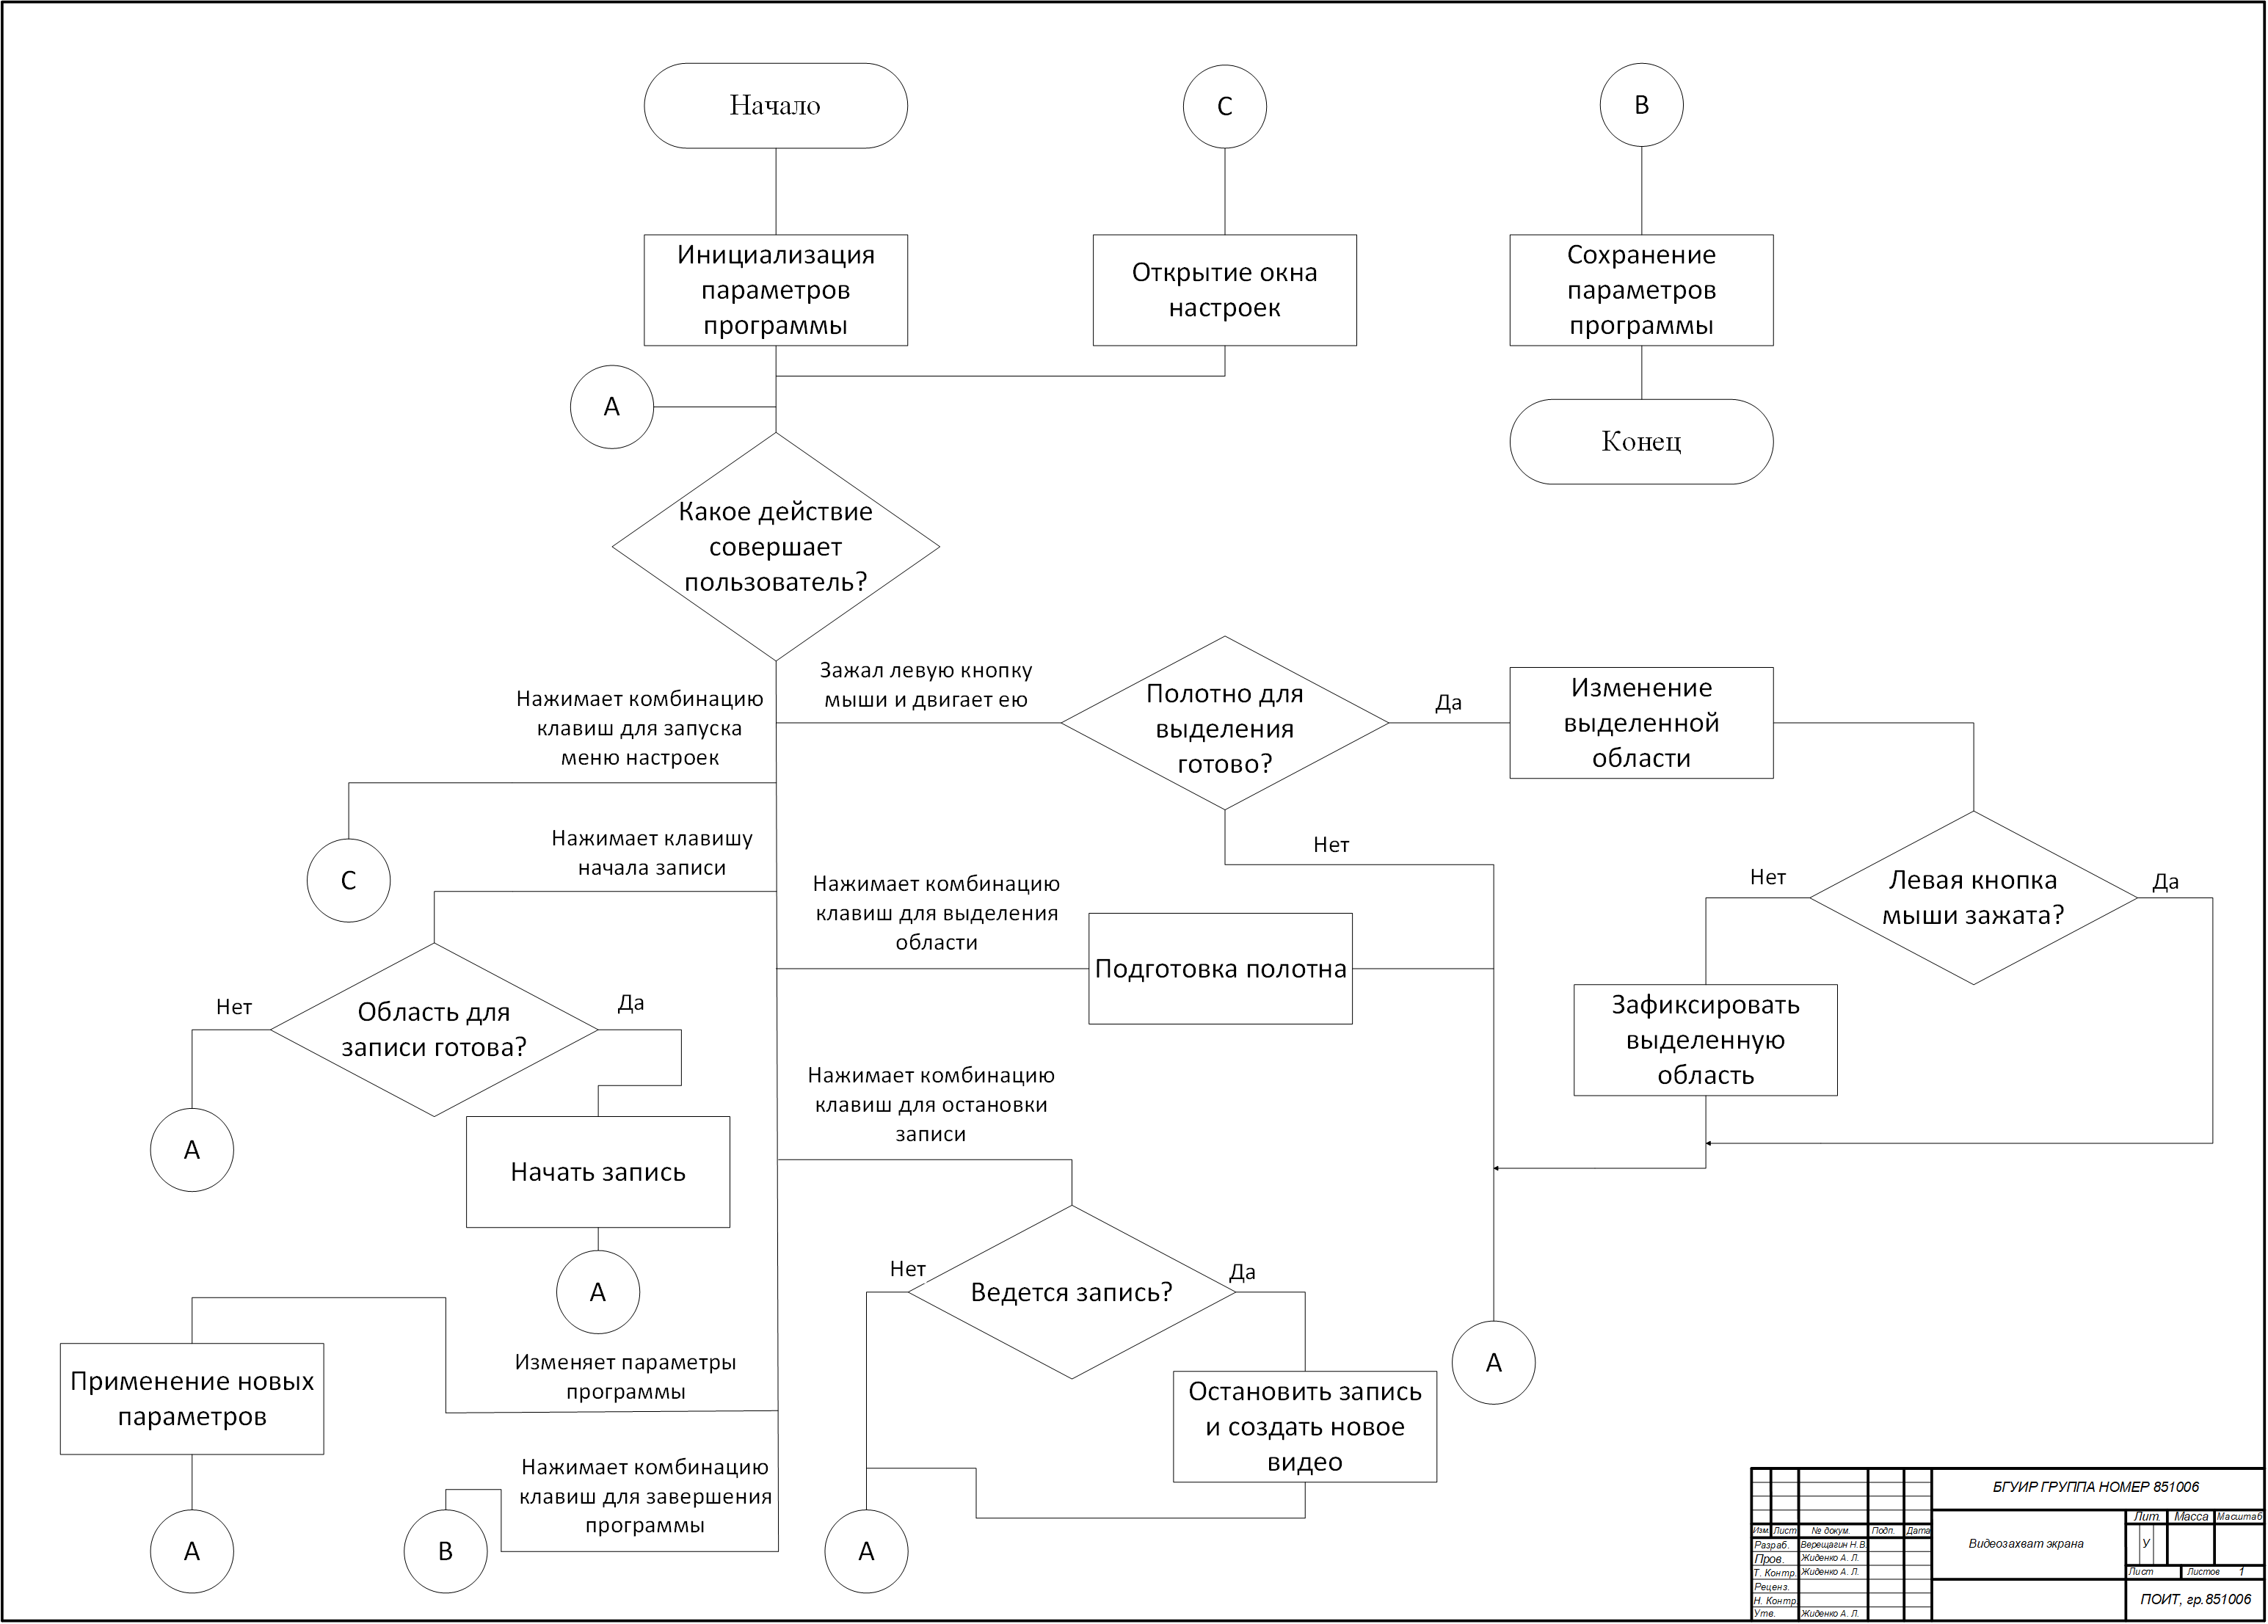 Начало
C
B
Инициализация
параметров
программы
Открытие окна
настроек
Сохранение
параметров
программы
A
Конец
Какое действие
совершает
пользователь?
Зажал левую кнопку
мыши и двигает ею
Полотно для
выделения
готово?
Да
Изменение
выделенной
области
Нажимает комбинацию
клавиш для запуска
меню настроек
C
Нажимает клавишу
начала записи
Нет
Нажимает комбинацию
клавиш для выделения
области
Подготовка полотна
Нет
Левая кнопка
мыши зажата?
Да
Зафиксировать
выделенную
область
Нет
Область для
записи готова?
Да
A
Начать запись
A
Нажимает комбинацию
клавиш для остановки
записи
Нет
Ведется запись?
Да
A
Остановить запись
и создать новое
видео
A
Изменяет параметры
программы
Применение новых
параметров
A
Нажимает комбинацию
клавиш для завершения
программы
B
БГУИР ГРУППА НОМЕР 851006
Лит. Масса Масштаб
Изм. Лист № докум. Подп. Дата
Разраб. Верещагин Н.В.
Видеозахват экрана
У
Пров. Жиденко А. Л.
Т. Контр. Жиденко А. Л.
Лист Листов 1
Реценз.
Н. Контр.
Утв. Жиденко А. Л.
ПОИТ, гр.851006